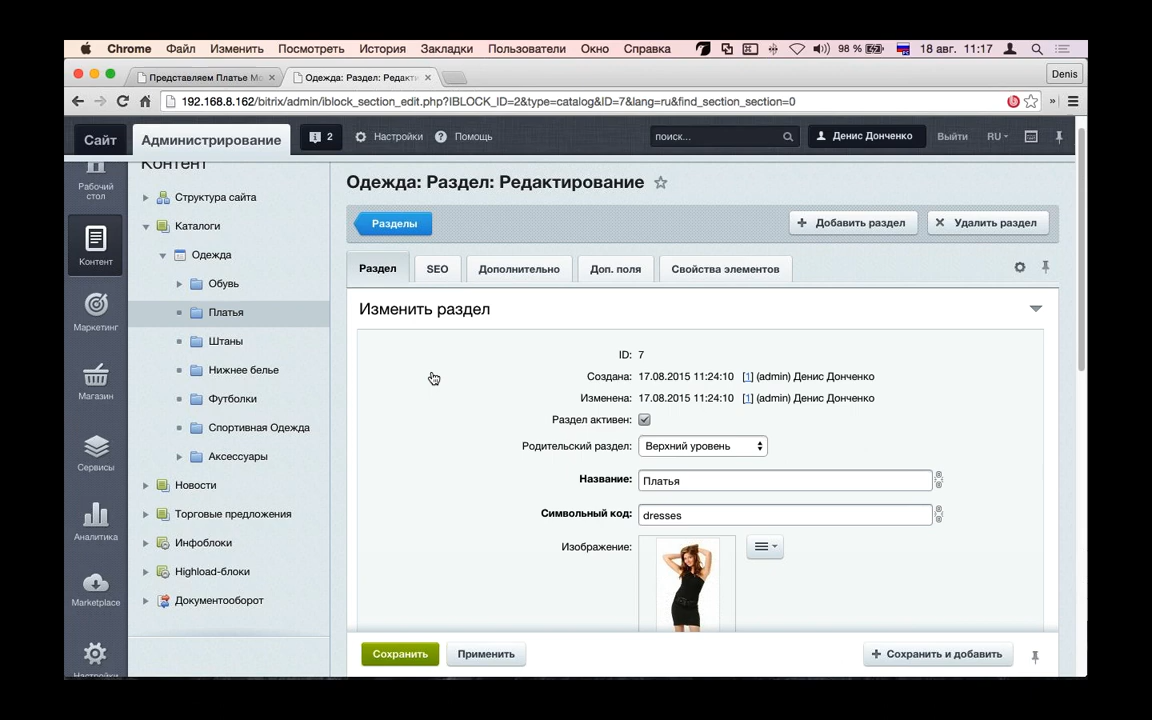 Chrome Файл Изменить Посмотреть История Закладки Пользователи Окно Справка 98 % 18 авг. 11:17
Представляем Платье Мо × Одежда: Раздел: Редакти × Denis
192.168.8.162/bitrix/admin/iblock_section_edit.php?IBLOCK_ID=2&type=catalog&ID=7&lang=ru&find_section_section=0 »
Сайт Администрирование 2 Настройки Помощь поиск... Денис Донченко Выйти RU
Контент
Рабочий
стол
Контент
Маркетинг
Магазин
Сервисы
Аналитика
Marketplace
Настройки
Структура сайта
Каталоги
Одежда
Обувь
Платья
Штаны
Нижнее белье
Футболки
Спортивная Одежда
Аксессуары
Новости
Торговые предложения
Инфоблоки
Highload-блоки
Документооборот
Одежда: Раздел: Редактирование
Разделы + Добавить раздел × Удалить раздел
Раздел SEO Дополнительно Доп. поля Свойства элементов
Изменить раздел
ID: 7
Создана: 17.08.2015 11:24:10 [1] (admin) Денис Донченко
Изменена: 17.08.2015 11:24:10 [1] (admin) Денис Донченко
Раздел активен:
Родительский раздел: Верхний уровень
Название: Платья
Символьный код: dresses
Изображение:
Сохранить Применить + Сохранить и добавить